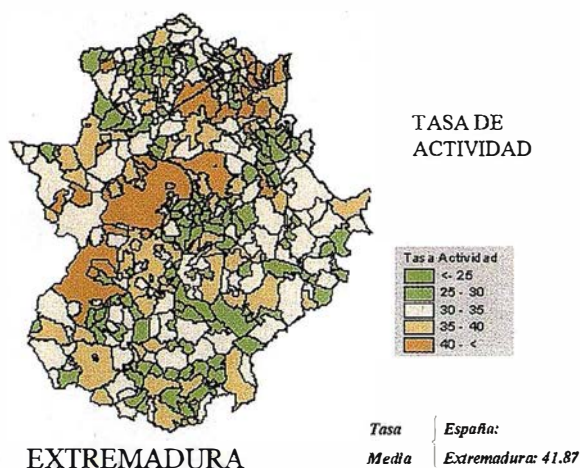 TASA DE
ACTIVIDAD
Tasa Actividad
<- 25
25 - 30
30 - 35
35 - 40
40 - <
EXTREMADURA
Tasa España:
Media Extremadura: 41.87